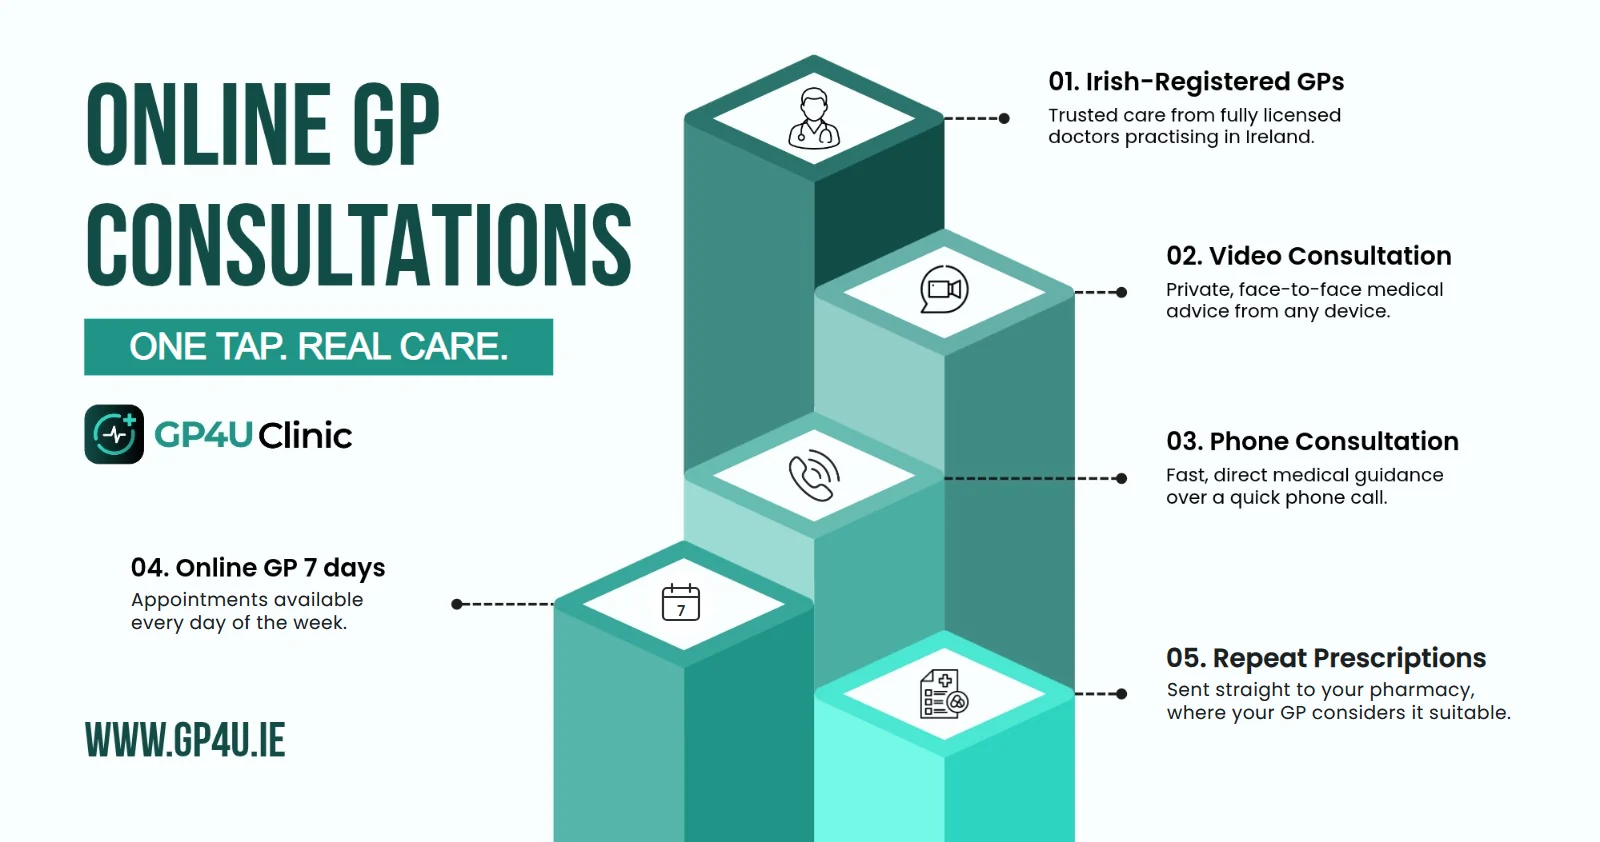 ONLINE GP
CONSULTATIONS
ONE TAP. REAL CARE.
GP4U Clinic
01. Irish-Registered GPs
Trusted care from fully licensed
doctors practising in Ireland.
02. Video Consultation
Private, face-to-face medical
advice from any device.
03. Phone Consultation
Fast, direct medical guidance
over a quick phone call.
04. Online GP 7 days
Appointments available
every day of the week.
7
05. Repeat Prescriptions
Sent straight to your pharmacy,
where your GP considers it suitable.
WWW.GP4U.IE